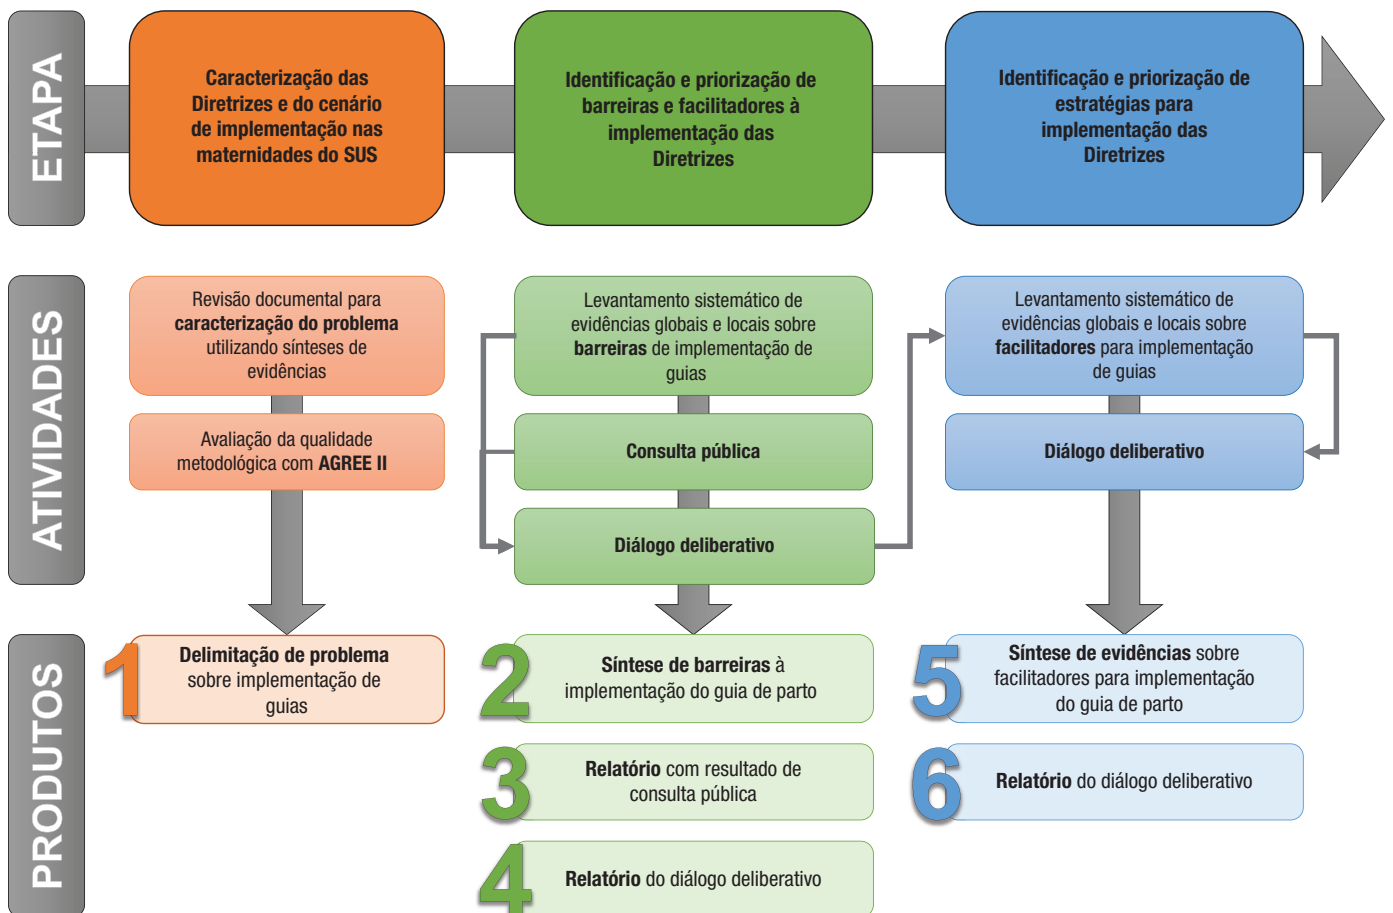 ETAPA
Caracterização das
Diretrizes e do cenário
de implementação nas
maternidades do SUS
Identificação e priorização de
barreiras e facilitadores à
implementação das
Diretrizes
Identificação e priorização de
estratégias para
implementação das
Diretrizes
ATIVIDADES
Revisão documental para
caracterização do problema
utilizando sínteses de
evidências
Avaliação da qualidade
metodológica com AGREE II
Levantamento sistemático de
evidências globais e locais sobre
barreiras de implementação de
guias
Consulta pública
Diálogo deliberativo
Levantamento sistemático de
evidências globais e locais sobre
facilitadores para implementação
de guias
Diálogo deliberativo
PRODUTOS
1
Delimitação de problema
sobre implementação de
guias
2
Síntese de barreiras à
implementação do guia de parto
3
Relatório com resultado de
consulta pública
4
Relatório do diálogo deliberativo
5
Síntese de evidências sobre
facilitadores para implementação
do guia de parto
6
Relatório do diálogo deliberativo